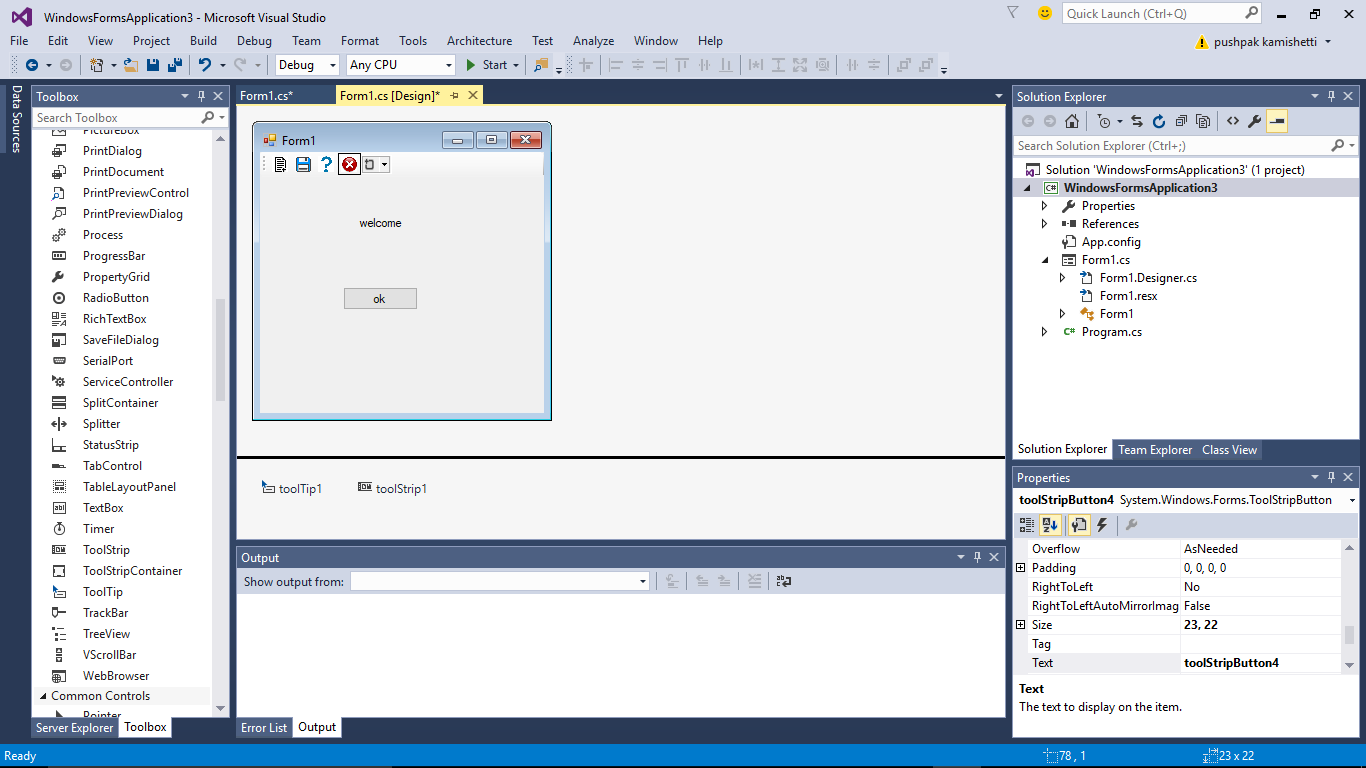 WindowsFormsApplication3 - Microsoft Visual Studio
Quick Launch (Ctrl+Q)
File Edit View Project Build Debug Team Format Tools Architecture Test Analyze Window Help
pushpak kamishetti
Debug Any CPU Start
Data Sources
Toolbox
Search Toolbox
PictureBox
PrintDialog
PrintDocument
PrintPreviewControl
PrintPreviewDialog
Process
ProgressBar
PropertyGrid
RadioButton
RichTextBox
SaveFileDialog
SerialPort
ServiceController
SplitContainer
Splitter
StatusStrip
TabControl
TableLayoutPanel
TextBox
Timer
ToolStrip
ToolStripContainer
ToolTip
TrackBar
TreeView
VScrollBar
WebBrowser
Common Controls
Pointer
Server Explorer Toolbox
Form1.cs* Form1.cs [Design]*
Form1
welcome
ok
toolTip1 toolStrip1
Output
Show output from:
Error List Output
Solution Explorer
Search Solution Explorer (Ctrl+;)
Solution 'WindowsFormsApplication3' (1 project)
C# WindowsFormsApplication3
Properties
References
App.config
Form1.cs
Form1.Designer.cs
Form1.resx
Form1
C# Program.cs
Solution Explorer Team Explorer Class View
Properties
toolStripButton4 System.Windows.Forms.ToolStripButton
Overflow AsNeeded
Padding 0, 0, 0, 0
RightToLeft No
RightToLeftAutoMirrorImag False
Size 23, 22
Tag
Text toolStripButton4
Text
The text to display on the item.
Ready 78 , 1 23 x 22